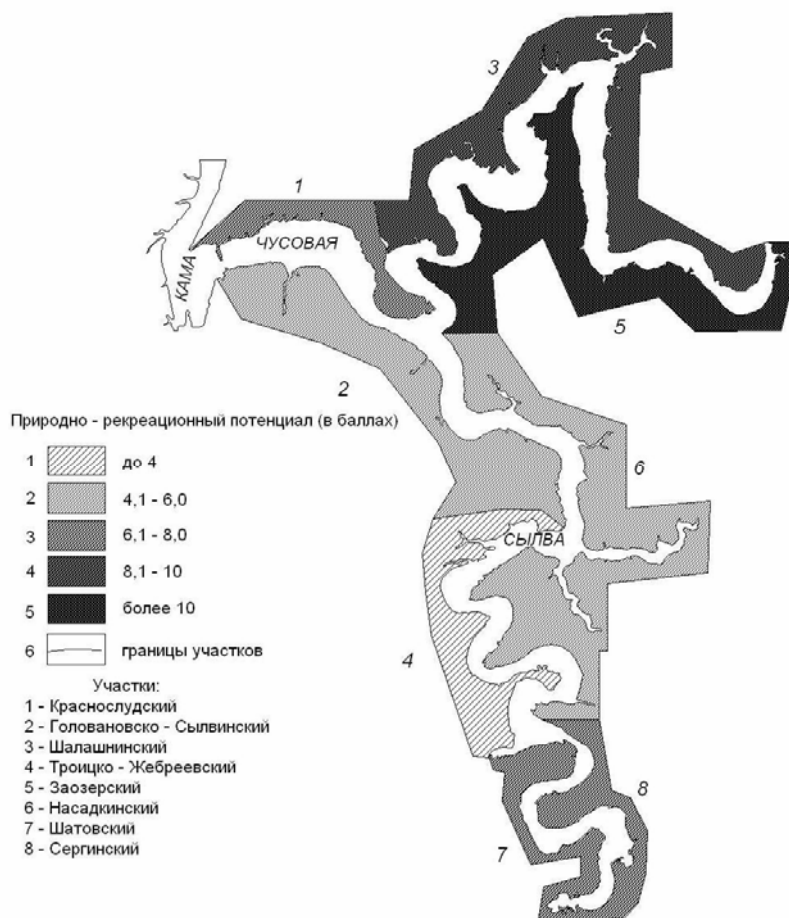 3
1
ЧУСОВАЯ
КАМА
5
2
Природно - рекреационный потенциал (в баллах)
1 до 4
2 4,1 - 6,0
3 6,1 - 8,0
4 8,1 - 10
5 более 10
6 границы участков
6
СЫЛВА
4
Участки:
1 - Краснослудский
2 - Головановско - Сылвинский
3 - Шалашнинский
4 - Троицко - Жебреевский
5 - Заозерский
6 - Насадкинский
7 - Шатовский
8 - Сергинский
8
7